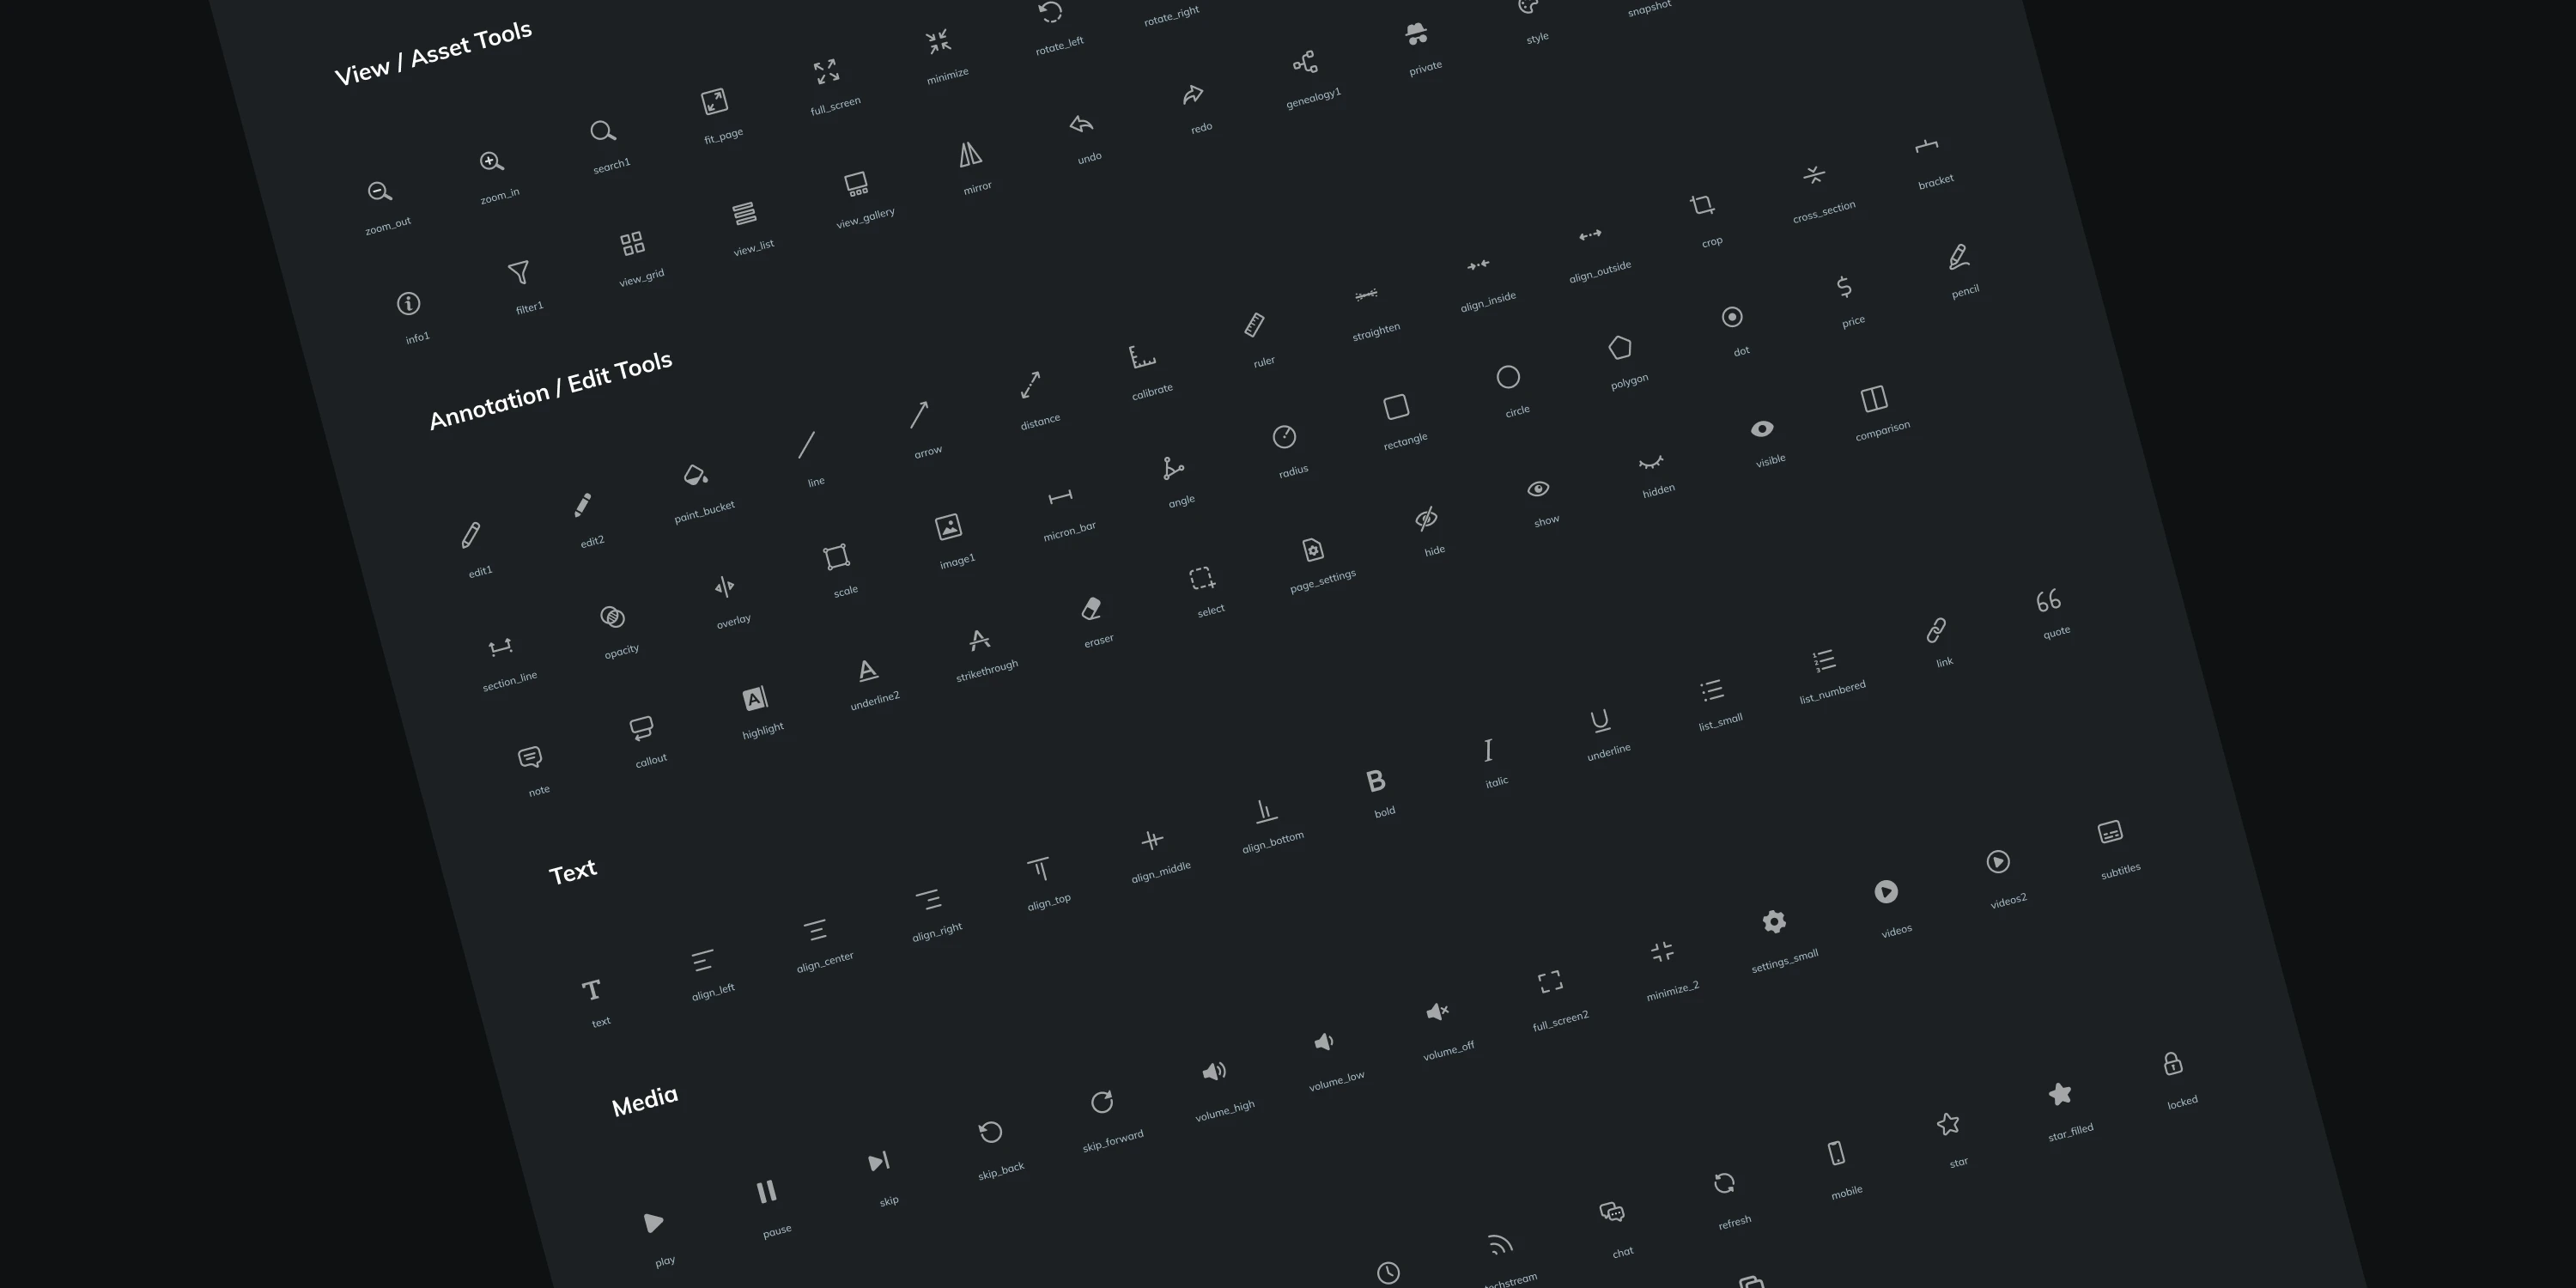 View / Asset Tools
zoom_out
zoom_in
search1
fit_page
full_screen
minimize
rotate_left
rotate_right
info1
filter1
view_grid
view_list
view_gallery
mirror
undo
redo
genealogy1
private
style
snapshot
Annotation / Edit Tools
edit1
edit2
paint_bucket
line
arrow
distance
calibrate
ruler
straighten
align_inside
align_outside
crop
cross_section
bracket
section_line
opacity
overlay
scale
image1
micron_bar
angle
radius
rectangle
circle
polygon
dot
price
pencil
note
callout
highlight
underline2
strikethrough
eraser
select
page_settings
hide
show
hidden
visible
comparison
Text
text
align_left
align_center
align_right
align_top
align_middle
align_bottom
bold
italic
underline
list_small
list_numbered
link
quote
Media
play
pause
skip
skip_back
skip_forward
volume_high
volume_low
volume_off
full_screen2
minimize_2
settings_small
videos
videos2
subtitles
chat
refresh
mobile
star
star_filled
locked